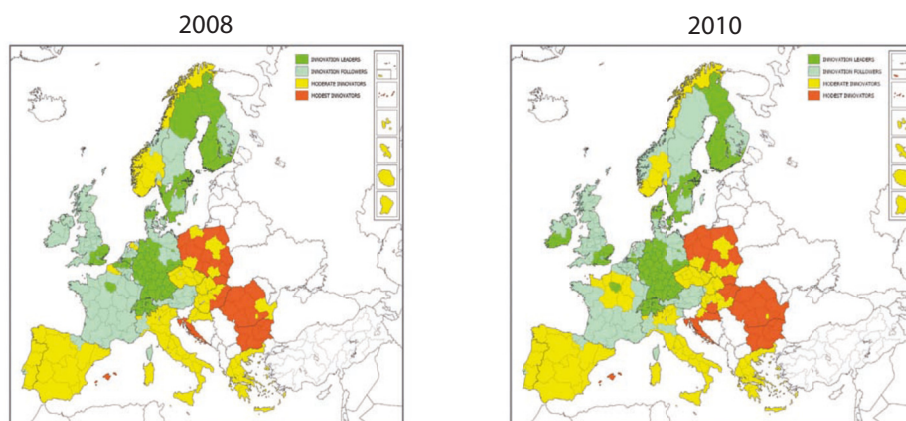 2008
INNOVATION LEADERS
INNOVATION FOLLOWERS
MODERATE INNOVATORS
MODEST INNOVATORS
2010
INNOVATION LEADERS
INNOVATION FOLLOWERS
MODERATE INNOVATORS
MODEST INNOVATORS